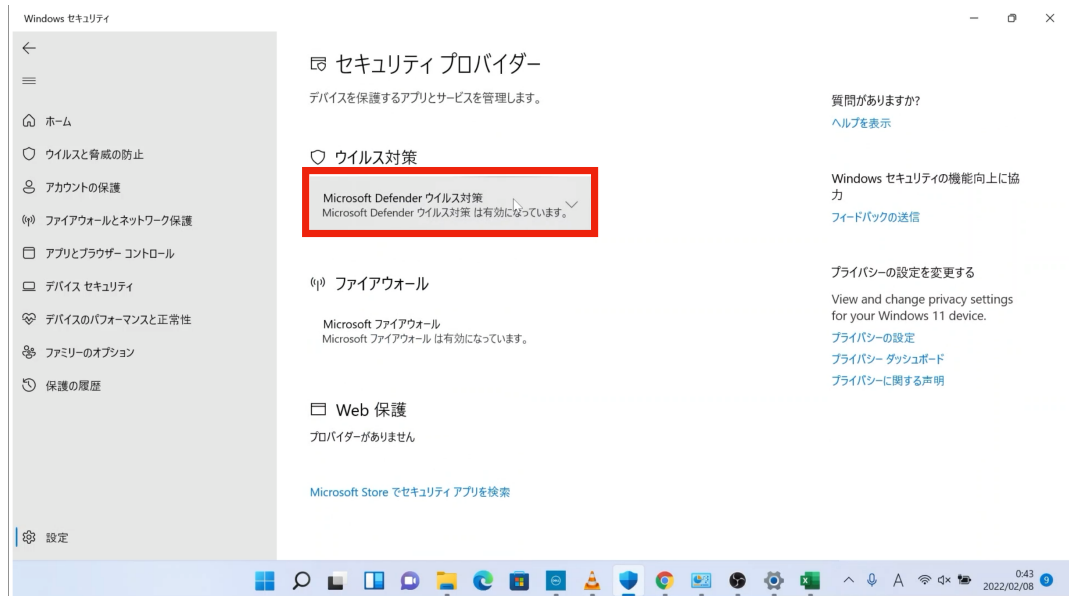 Windows セキュリティ
セキュリティ プロバイダー
デバイスを保護するアプリとサービスを管理します。
ホーム
ウイルスと脅威の防止
アカウントの保護
ファイアウォールとネットワーク保護
アプリとブラウザー コントロール
デバイス セキュリティ
デバイスのパフォーマンスと正常性
ファミリーのオプション
保護の履歴
設定
ウイルス対策
Microsoft Defender ウイルス対策
Microsoft Defender ウイルス対策 は有効になっています。
ファイアウォール
Microsoft ファイアウォール
Microsoft ファイアウォール は有効になっています。
Web 保護
プロバイダーがありません
Microsoft Store でセキュリティ アプリを検索
質問がありますか?
ヘルプを表示
Windows セキュリティの機能向上に協
力
フィードバックの送信
プライバシーの設定を変更する
View and change privacy settings
for your Windows 11 device.
プライバシーの設定
プライバシー ダッシュボード
プライバシーに関する声明
A
0:43
2022/02/08
9